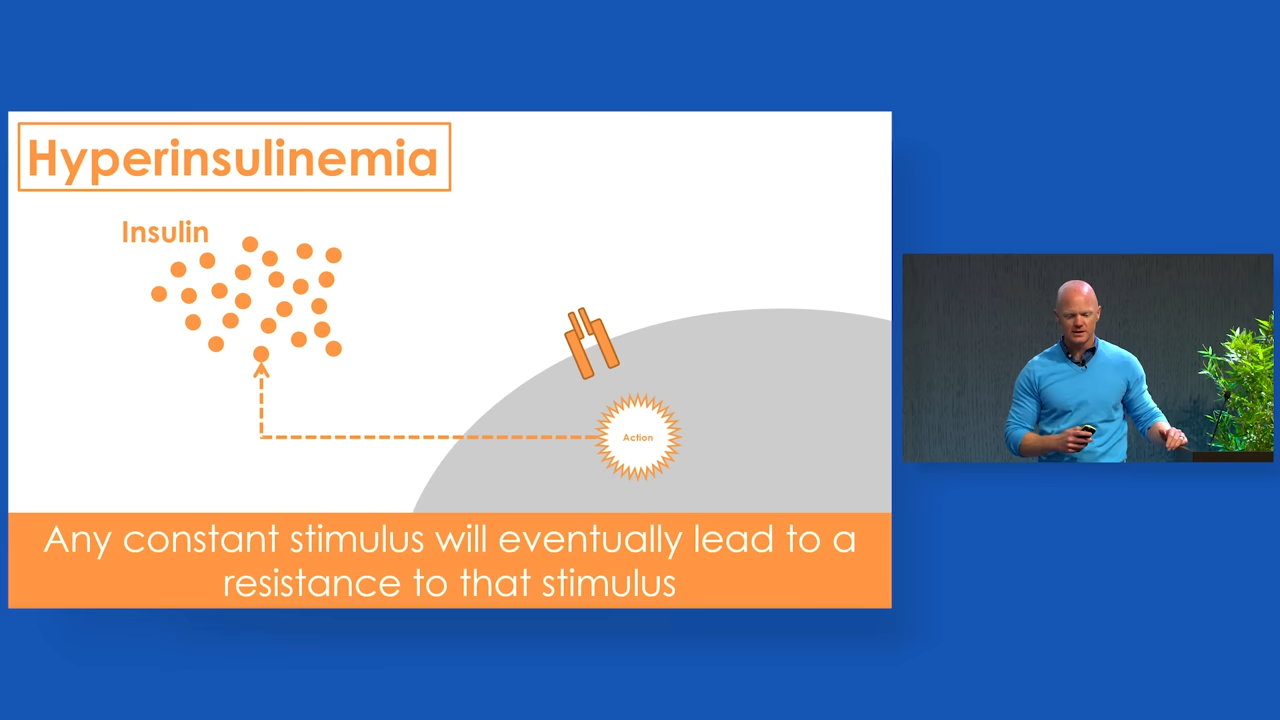 Hyperinsulinemia
Insulin
Action
Any constant stimulus will eventually lead to a
resistance to that stimulus